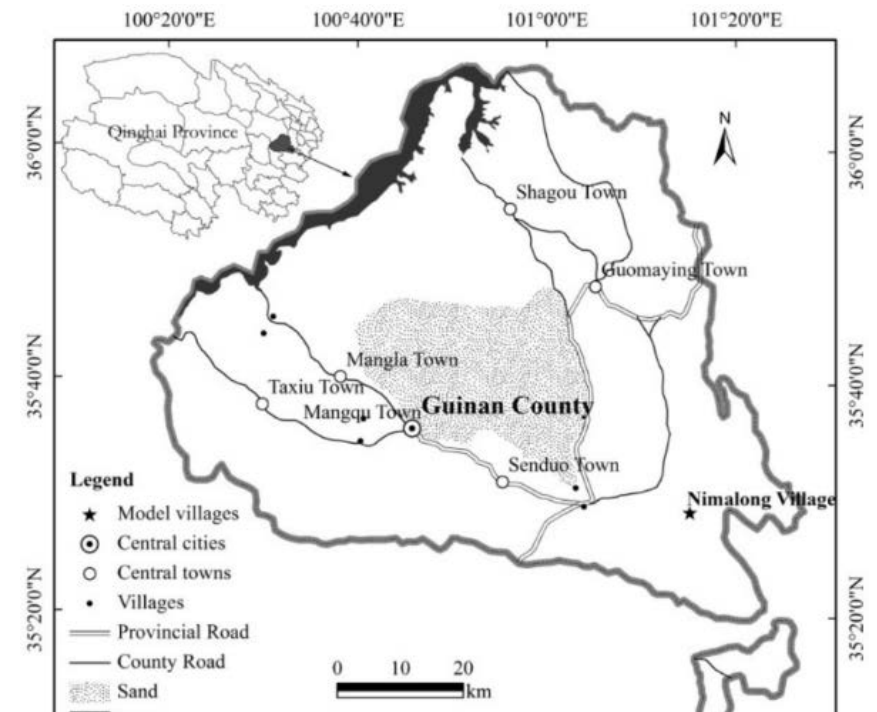 100°20'0"E 100°40'0"E 101°0'0"E 101°20'0"E
Qinghai Province
N
36°0'0"N
36°0'0"N
Shagou Town
Guomaying Town
35°40'0"N
35°40'0"N
Mangla Town
Taxiu Town
Mangqu Town
Guinan County
Senduo Town
Nimalong Village
Legend
Model villages
Central cities
Central towns
Villages
Provincial Road
County Road
Sand
35°20'0"N
35°20'0"N
0 10 20
km